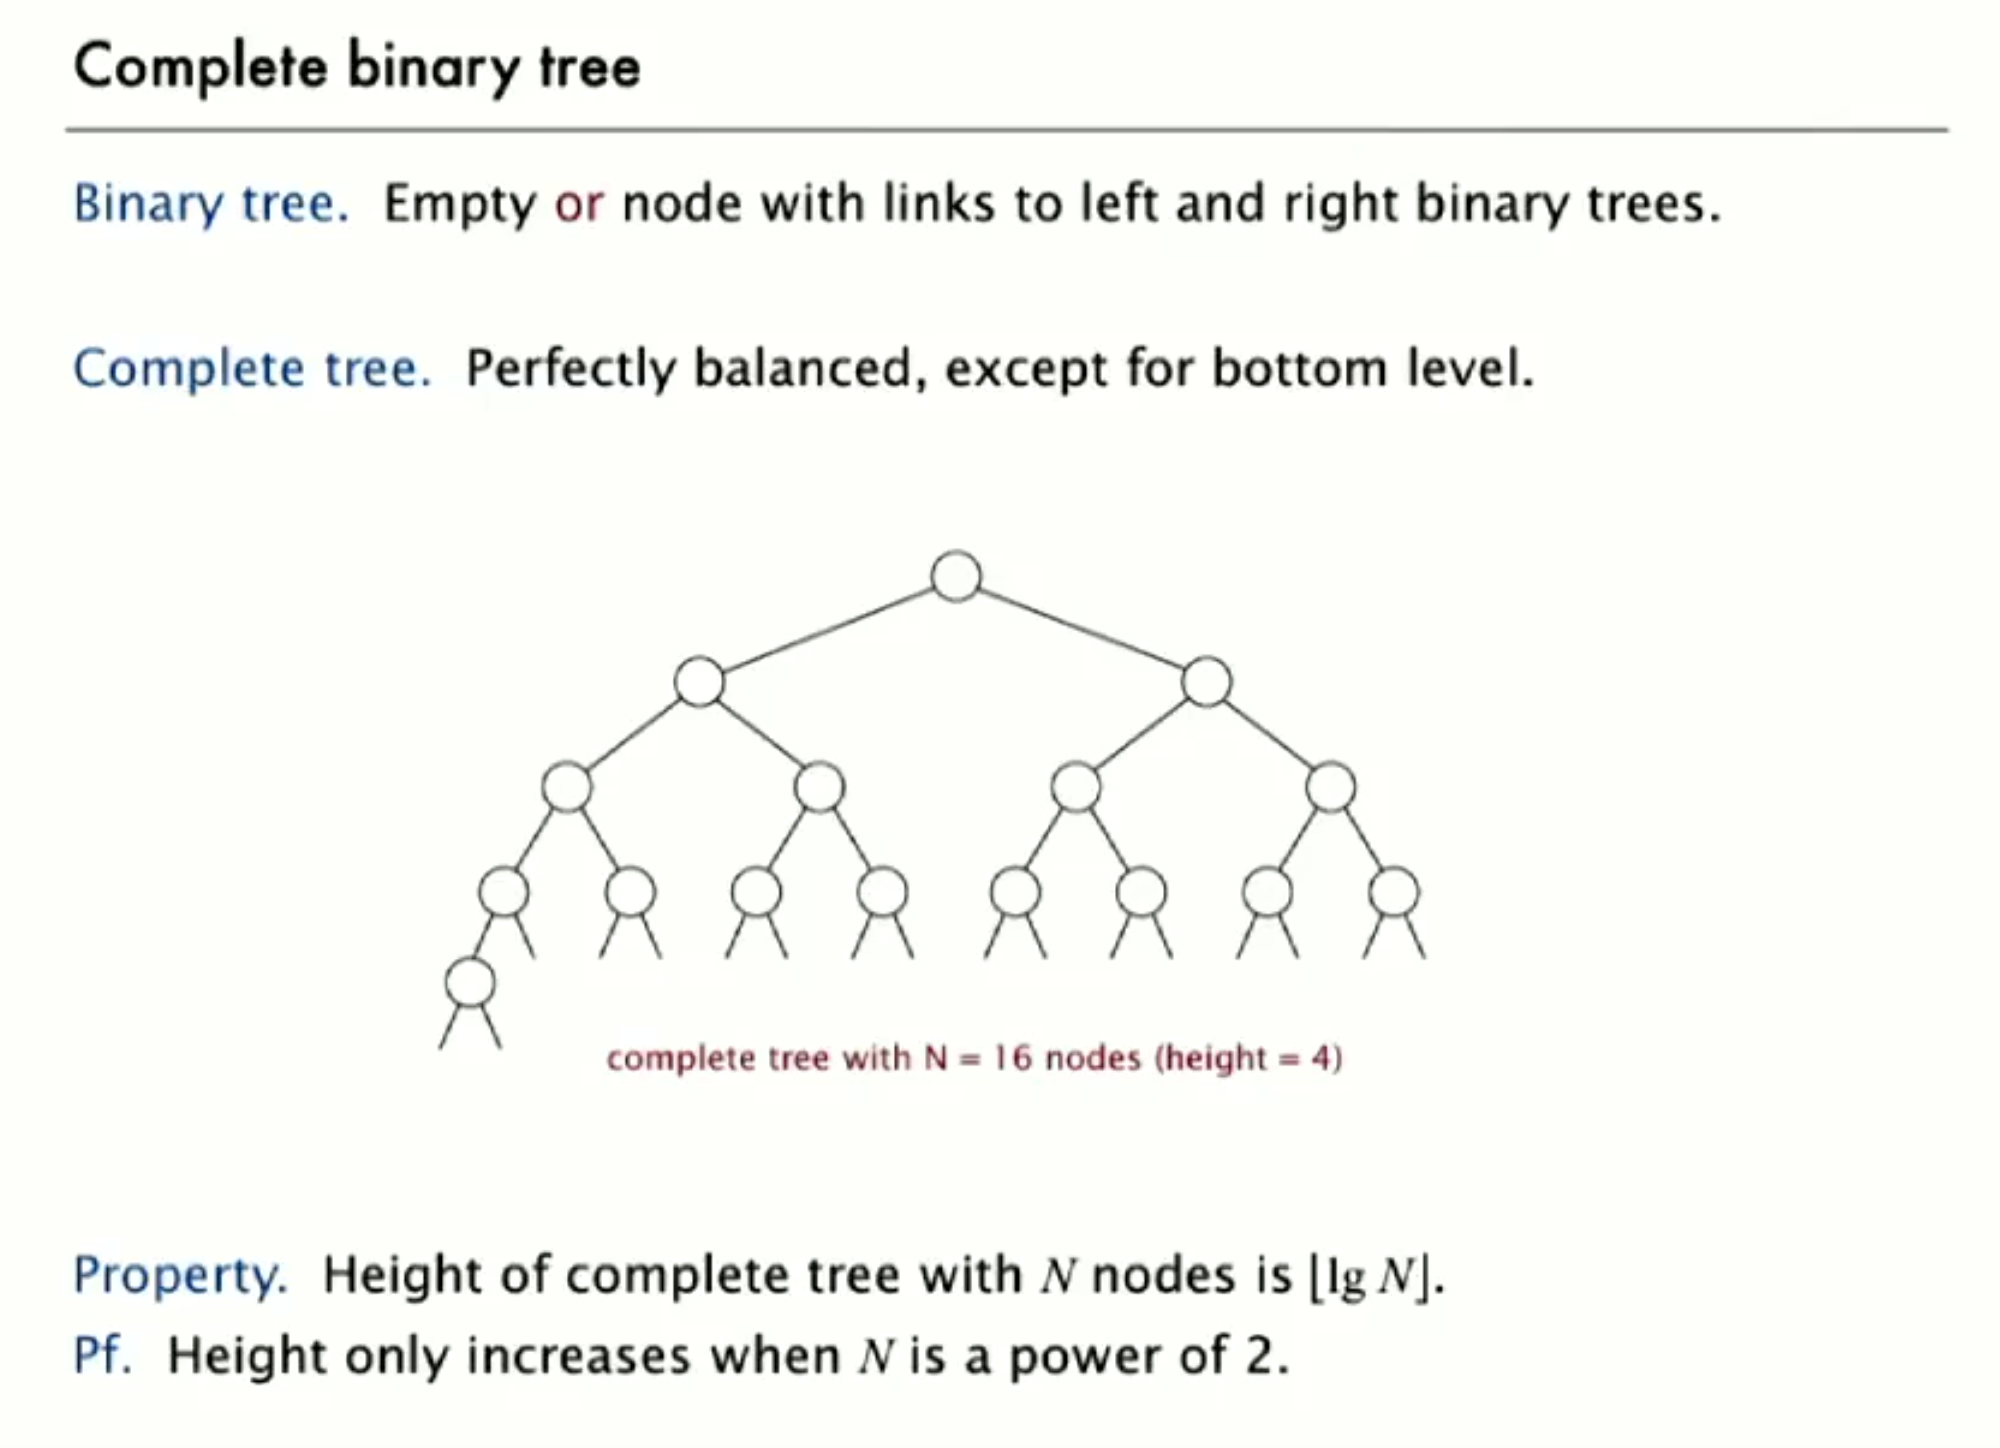 Complete binary tree
Binary tree. Empty or node with links to left and right binary trees.
Complete tree. Perfectly balanced, except for bottom level.
complete tree with N = 16 nodes (height = 4)
Property. Height of complete tree with N nodes is ⌊lg N⌋.
Pf. Height only increases when N is a power of 2.